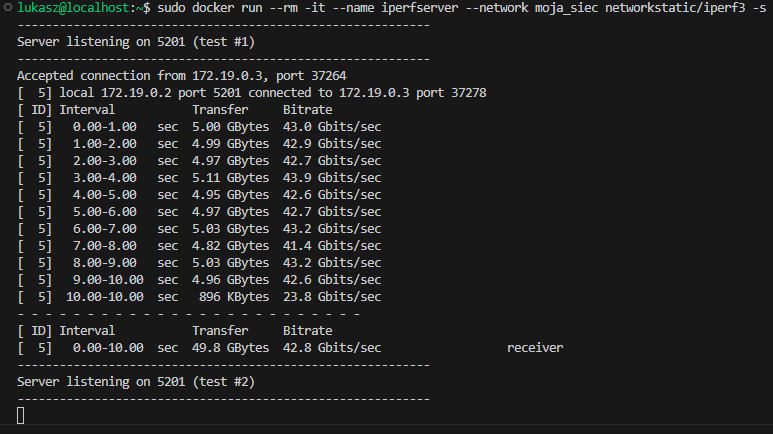 lukasz@localhost:~$ sudo docker run --rm -it --name iperfserver --network moja_siec networkstatic/iperf3 -s
-----------------------------------------------------------
Server listening on 5201 (test #1)
-----------------------------------------------------------
Accepted connection from 172.19.0.3, port 37264
[  5] local 172.19.0.2 port 5201 connected to 172.19.0.3 port 37278
[ ID] Interval           Transfer     Bitrate
[  5]   0.00-1.00   sec  5.00 GBytes  43.0 Gbits/sec
[  5]   1.00-2.00   sec  4.99 GBytes  42.9 Gbits/sec
[  5]   2.00-3.00   sec  4.97 GBytes  42.7 Gbits/sec
[  5]   3.00-4.00   sec  5.11 GBytes  43.9 Gbits/sec
[  5]   4.00-5.00   sec  4.95 GBytes  42.6 Gbits/sec
[  5]   5.00-6.00   sec  4.97 GBytes  42.7 Gbits/sec
[  5]   6.00-7.00   sec  5.03 GBytes  43.2 Gbits/sec
[  5]   7.00-8.00   sec  4.82 GBytes  41.4 Gbits/sec
[  5]   8.00-9.00   sec  5.03 GBytes  43.2 Gbits/sec
[  5]   9.00-10.00  sec  4.96 GBytes  42.6 Gbits/sec
[  5]  10.00-10.00  sec   896 KBytes  23.8 Gbits/sec
- - - - - - - - - - - - - - - - - - - - - - - - -
[ ID] Interval           Transfer     Bitrate
[  5]   0.00-10.00  sec  49.8 GBytes  42.8 Gbits/sec                  receiver
-----------------------------------------------------------
Server listening on 5201 (test #2)
-----------------------------------------------------------